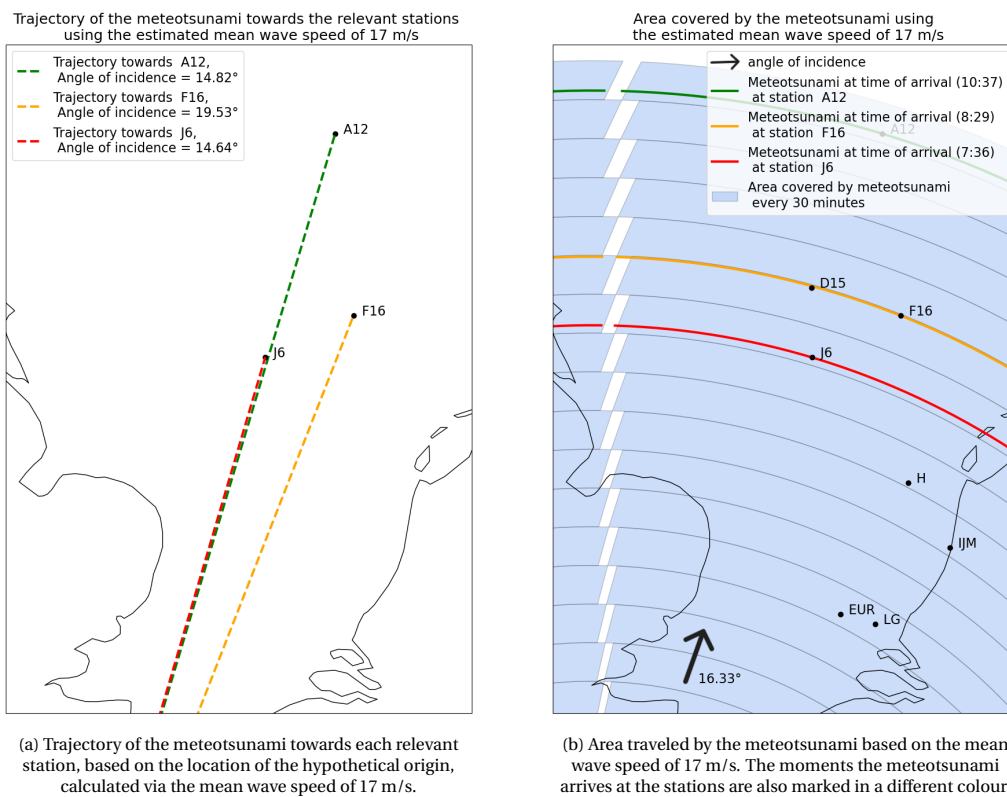 Trajectory of the meteotsunami towards the relevant stations
using the estimated mean wave speed of 17 m/s
Trajectory towards A12,
Angle of incidence = 14.82°
Trajectory towards F16,
Angle of incidence = 19.53°
Trajectory towards J6,
Angle of incidence = 14.64°
A12
F16
J6
(a) Trajectory of the meteotsunami towards each relevant
station, based on the location of the hypothetical origin,
calculated via the mean wave speed of 17 m/s.
Area covered by the meteotsunami using
the estimated mean wave speed of 17 m/s
angle of incidence
Meteotsunami at time of arrival (10:37)
at station A12
Meteotsunami at time of arrival (8:29)
at station F16
Meteotsunami at time of arrival (7:36)
at station J6
Area covered by meteotsunami
every 30 minutes
A12
D15
F16
J6
H
IJM
EUR
LG
16.33°
(b) Area traveled by the meteotsunami based on the mean
wave speed of 17 m/s. The moments the meteotsunami
arrives at the stations are also marked in a different colou